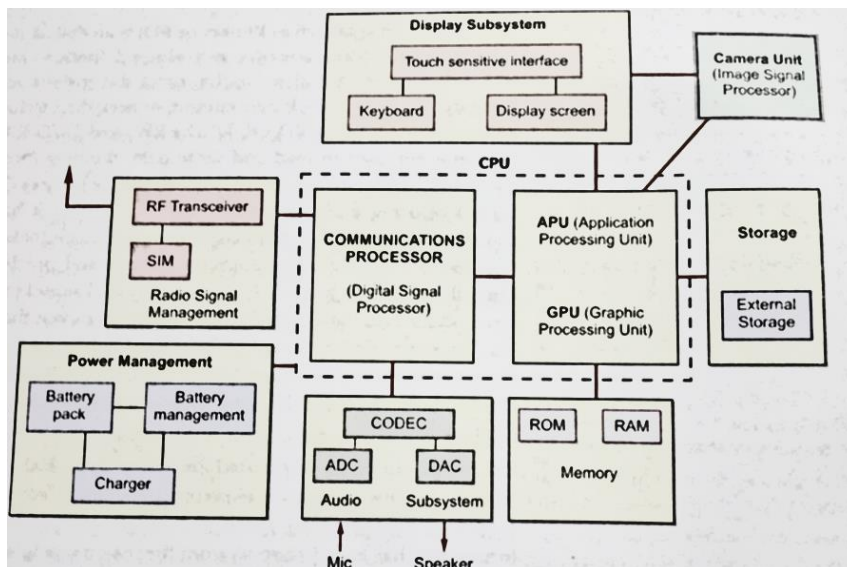 Display Subsystem
Touch sensitive interface
Keyboard
Display screen
Camera Unit
(Image Signal
Processor)
CPU
RF Transceiver
SIM
Radio Signal
Management
COMMUNICATIONS
PROCESSOR
(Digital Signal
Processor)
APU (Application
Processing Unit)
GPU (Graphic
Processing Unit)
Storage
External
Storage
Power Management
Battery
pack
Battery
management
Charger
CODEC
ADC
DAC
Audio
Subsystem
Mic
Speaker
ROM
RAM
Memory